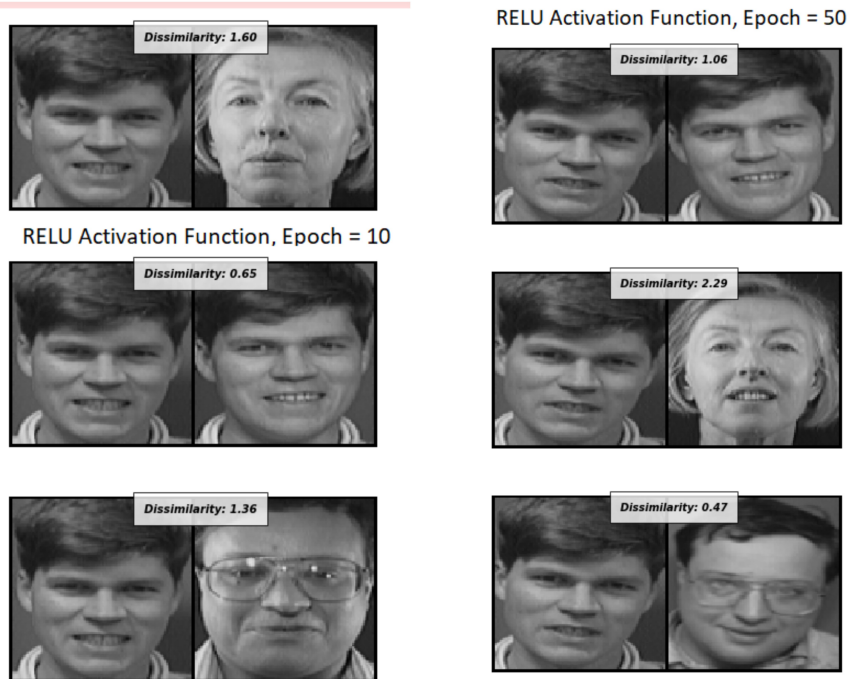 Dissimilarity: 1.60
RELU Activation Function, Epoch = 10
Dissimilarity: 0.65
Dissimilarity: 1.36
RELU Activation Function, Epoch = 50
Dissimilarity: 1.06
Dissimilarity: 2.29
Dissimilarity: 0.47